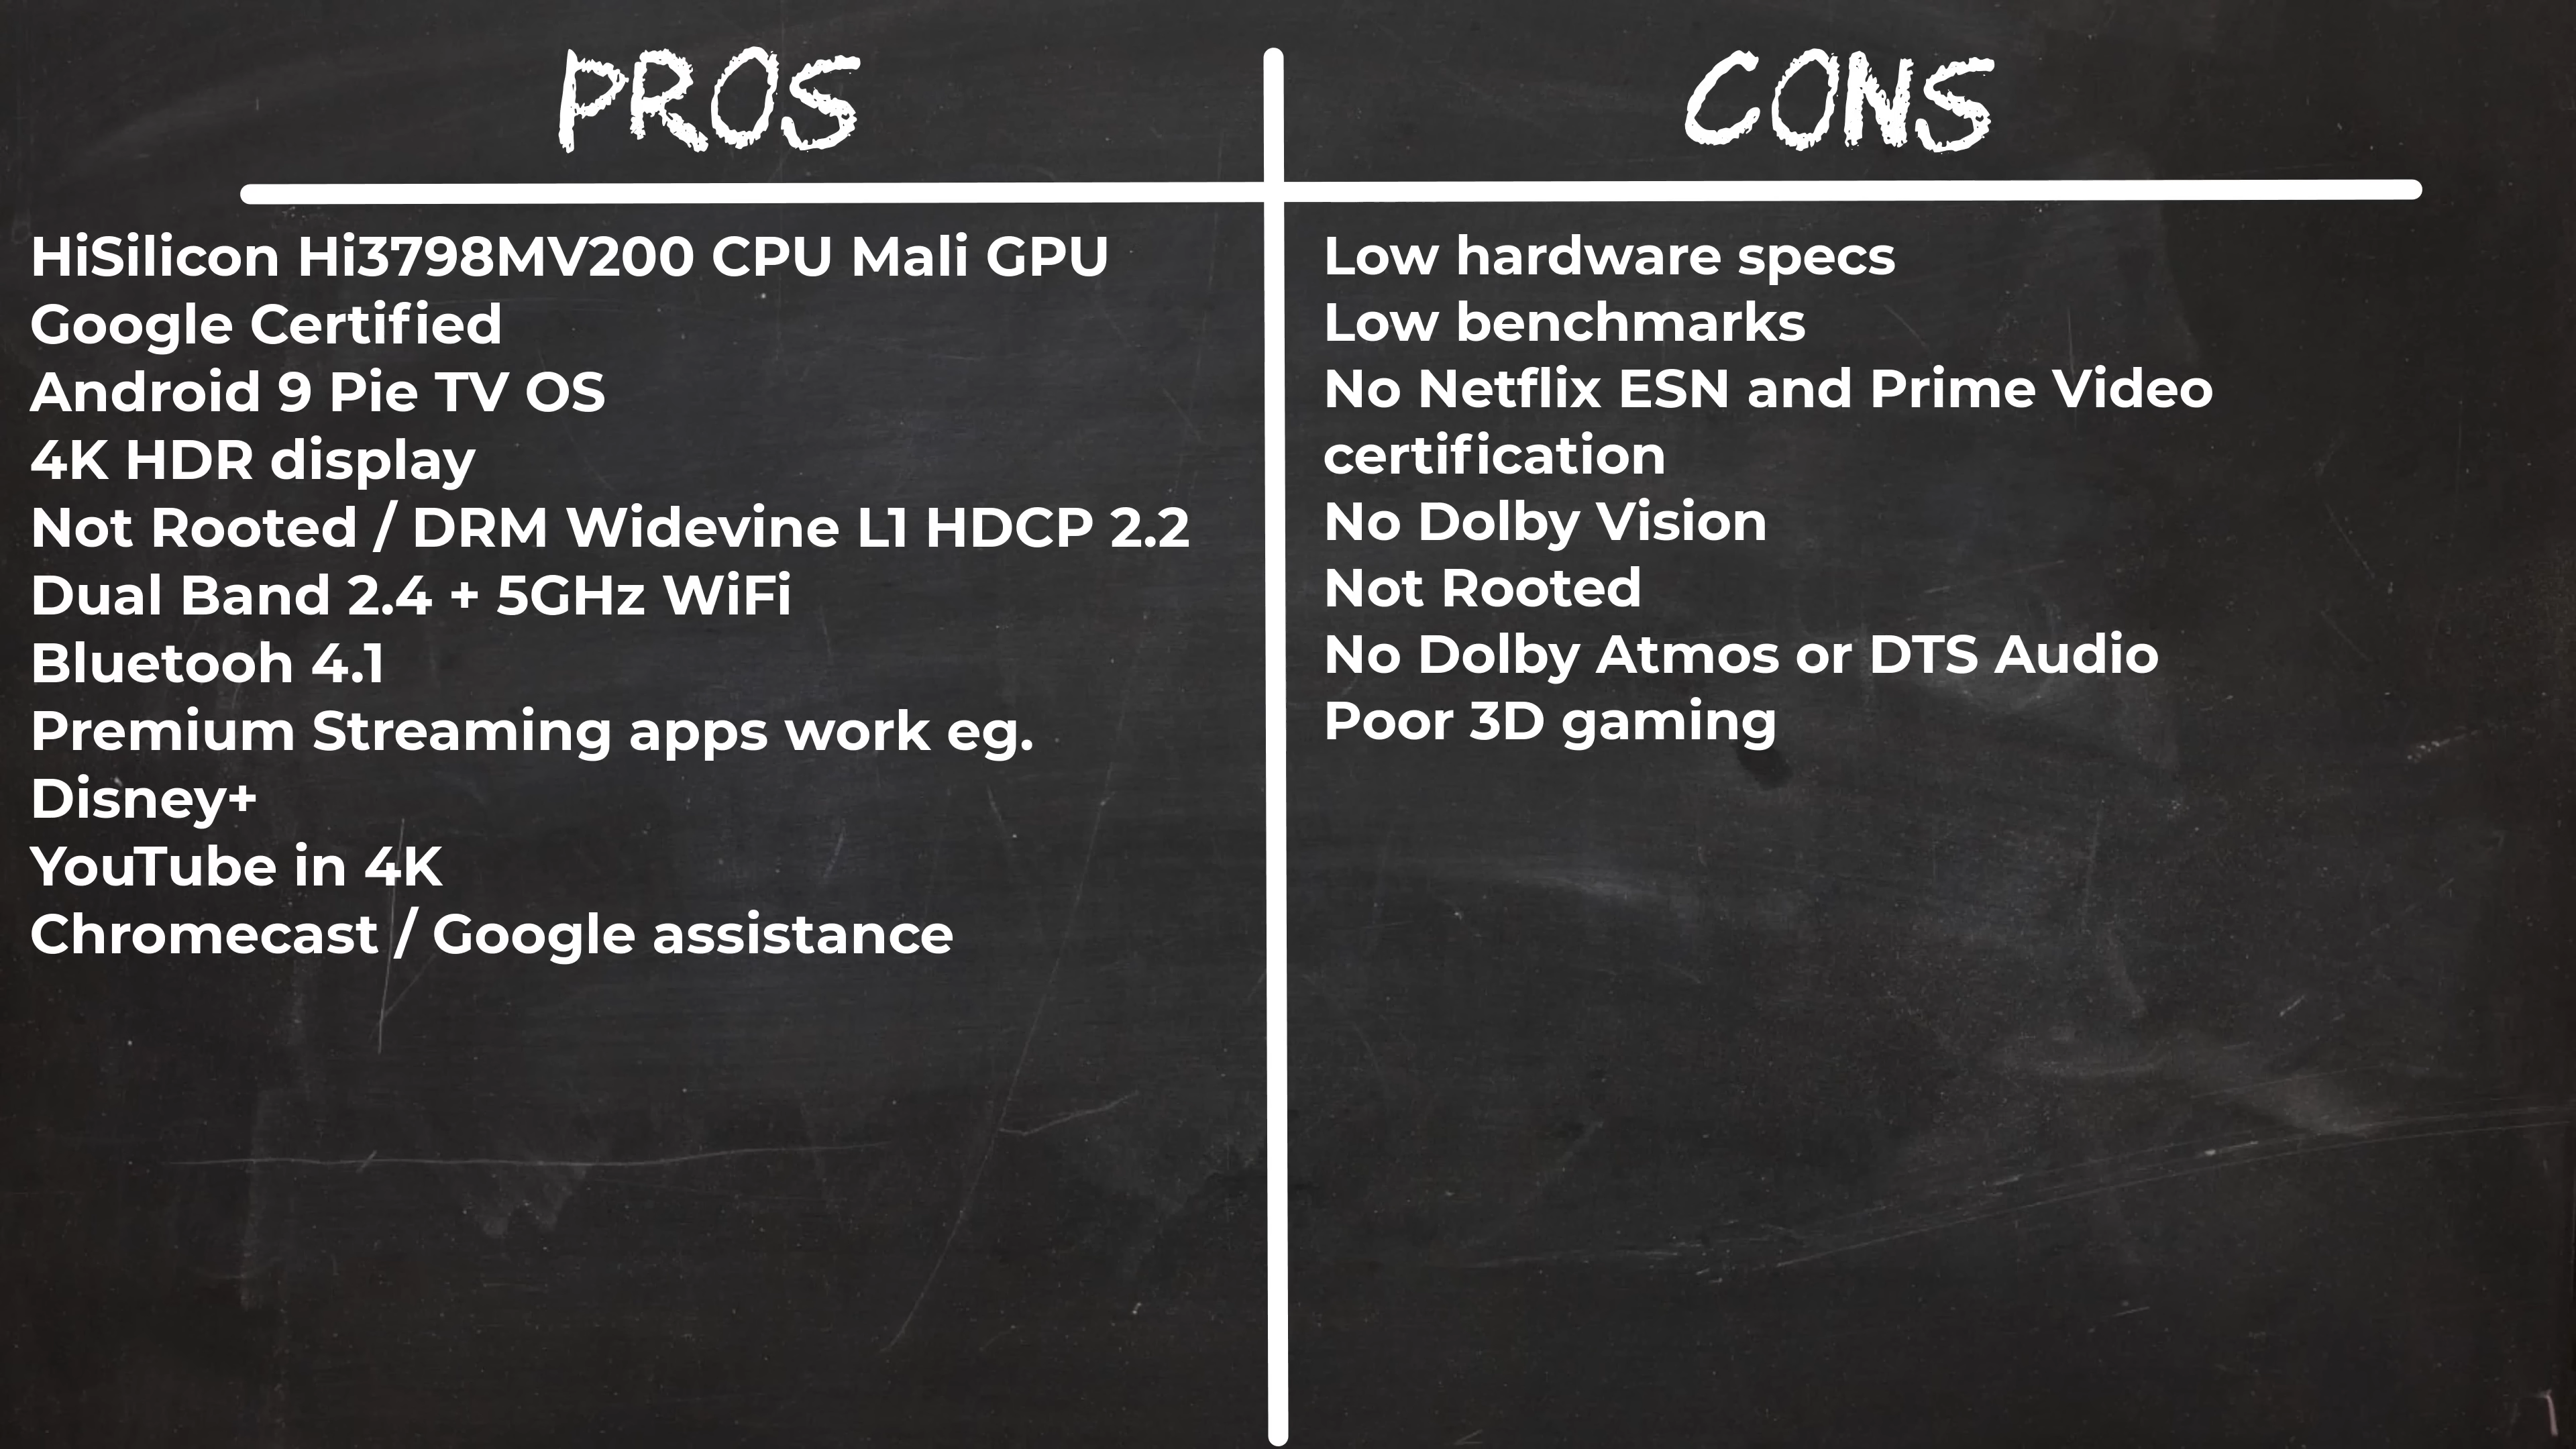 PROS
HiSilicon Hi3798MV200 CPU Mali GPU
Google Certified
Android 9 Pie TV OS
4K HDR display
Not Rooted / DRM Widevine L1 HDCP 2.2
Dual Band 2.4 + 5GHz WiFi
Bluetooh 4.1
Premium Streaming apps work eg.
Disney+
YouTube in 4K
Chromecast / Google assistance
CONS
Low hardware specs
Low benchmarks
No Netflix ESN and Prime Video
certification
No Dolby Vision
Not Rooted
No Dolby Atmos or DTS Audio
Poor 3D gaming